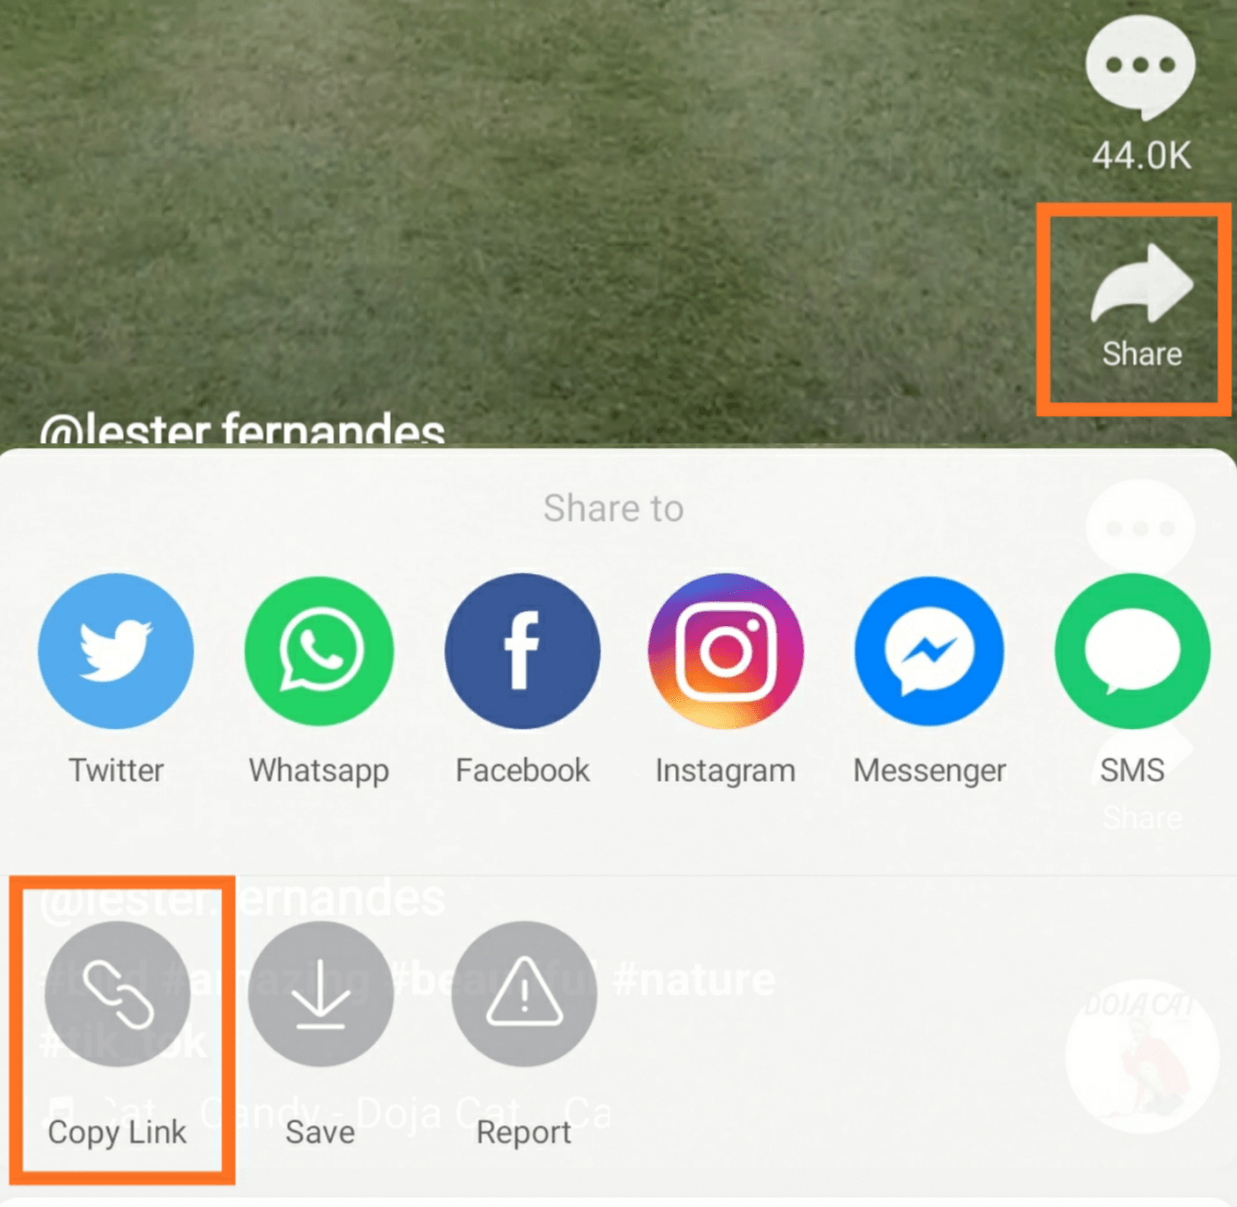 44.0K
Share
@lester.fernandes
Share to
Twitter
Whatsapp
Facebook
Instagram
Messenger
SMS
Share
@lester.fernandes
#bird #amazing #beautiful #nature
#tik_tok
DOJA CAT
Cat Candy - Doja Cat Ca
Copy Link
Save
Report